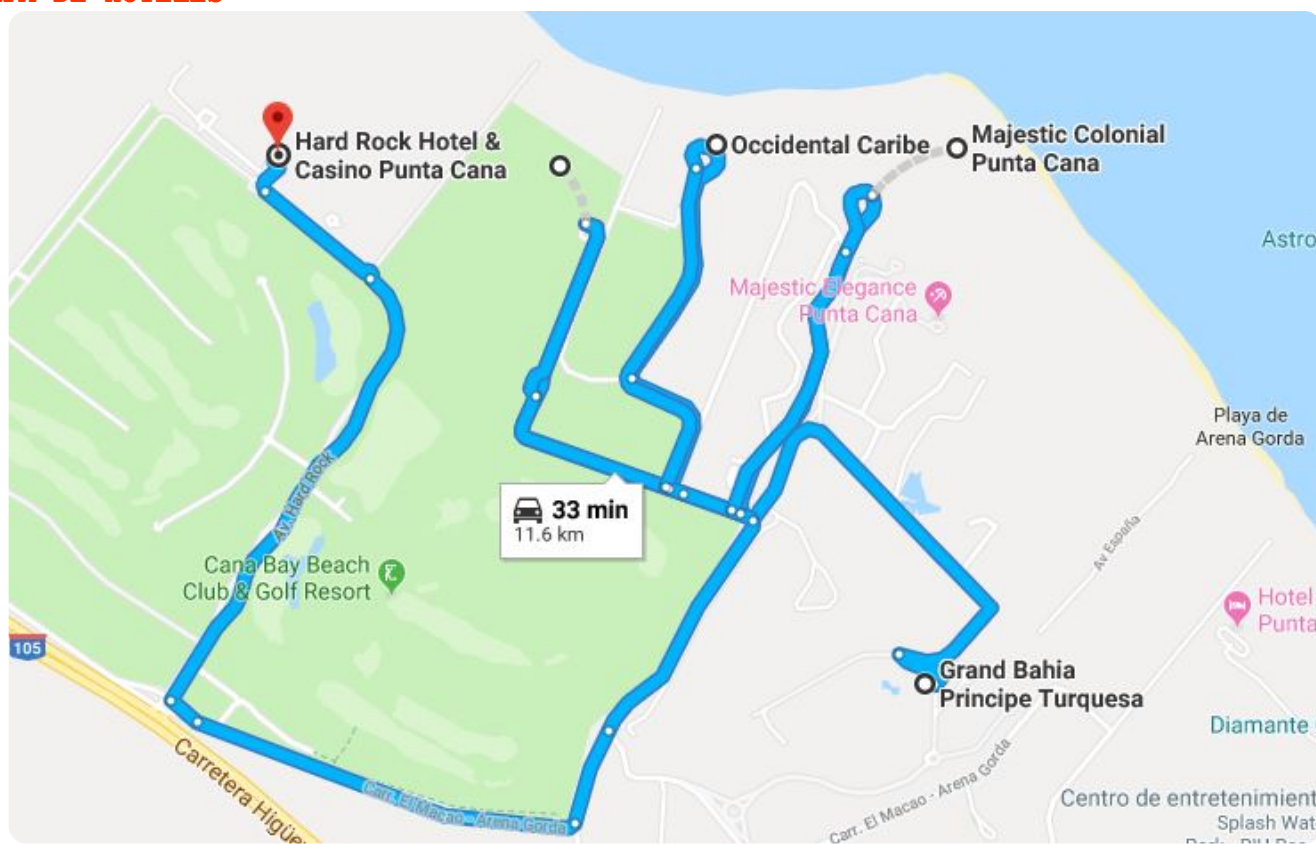 Hard Rock Hotel &
Casino Punta Cana
Occidental Caribe
Majestic Colonial
Punta Cana
Astro
Majestic Elegance
Punta Cana
Playa de
Arena Gorda
Av. Hard Rock
33 min
11.6 km
Av España
Cana Bay Beach
Club & Golf Resort
Hotel
Punta
105
Grand Bahia
Principe Turquesa
Diamante
Carretera Higüe
Carr. El Macao - Arena Gorda
Carr. El Macao - Arena Gorda
Centro de entretenimient
Splash Wat